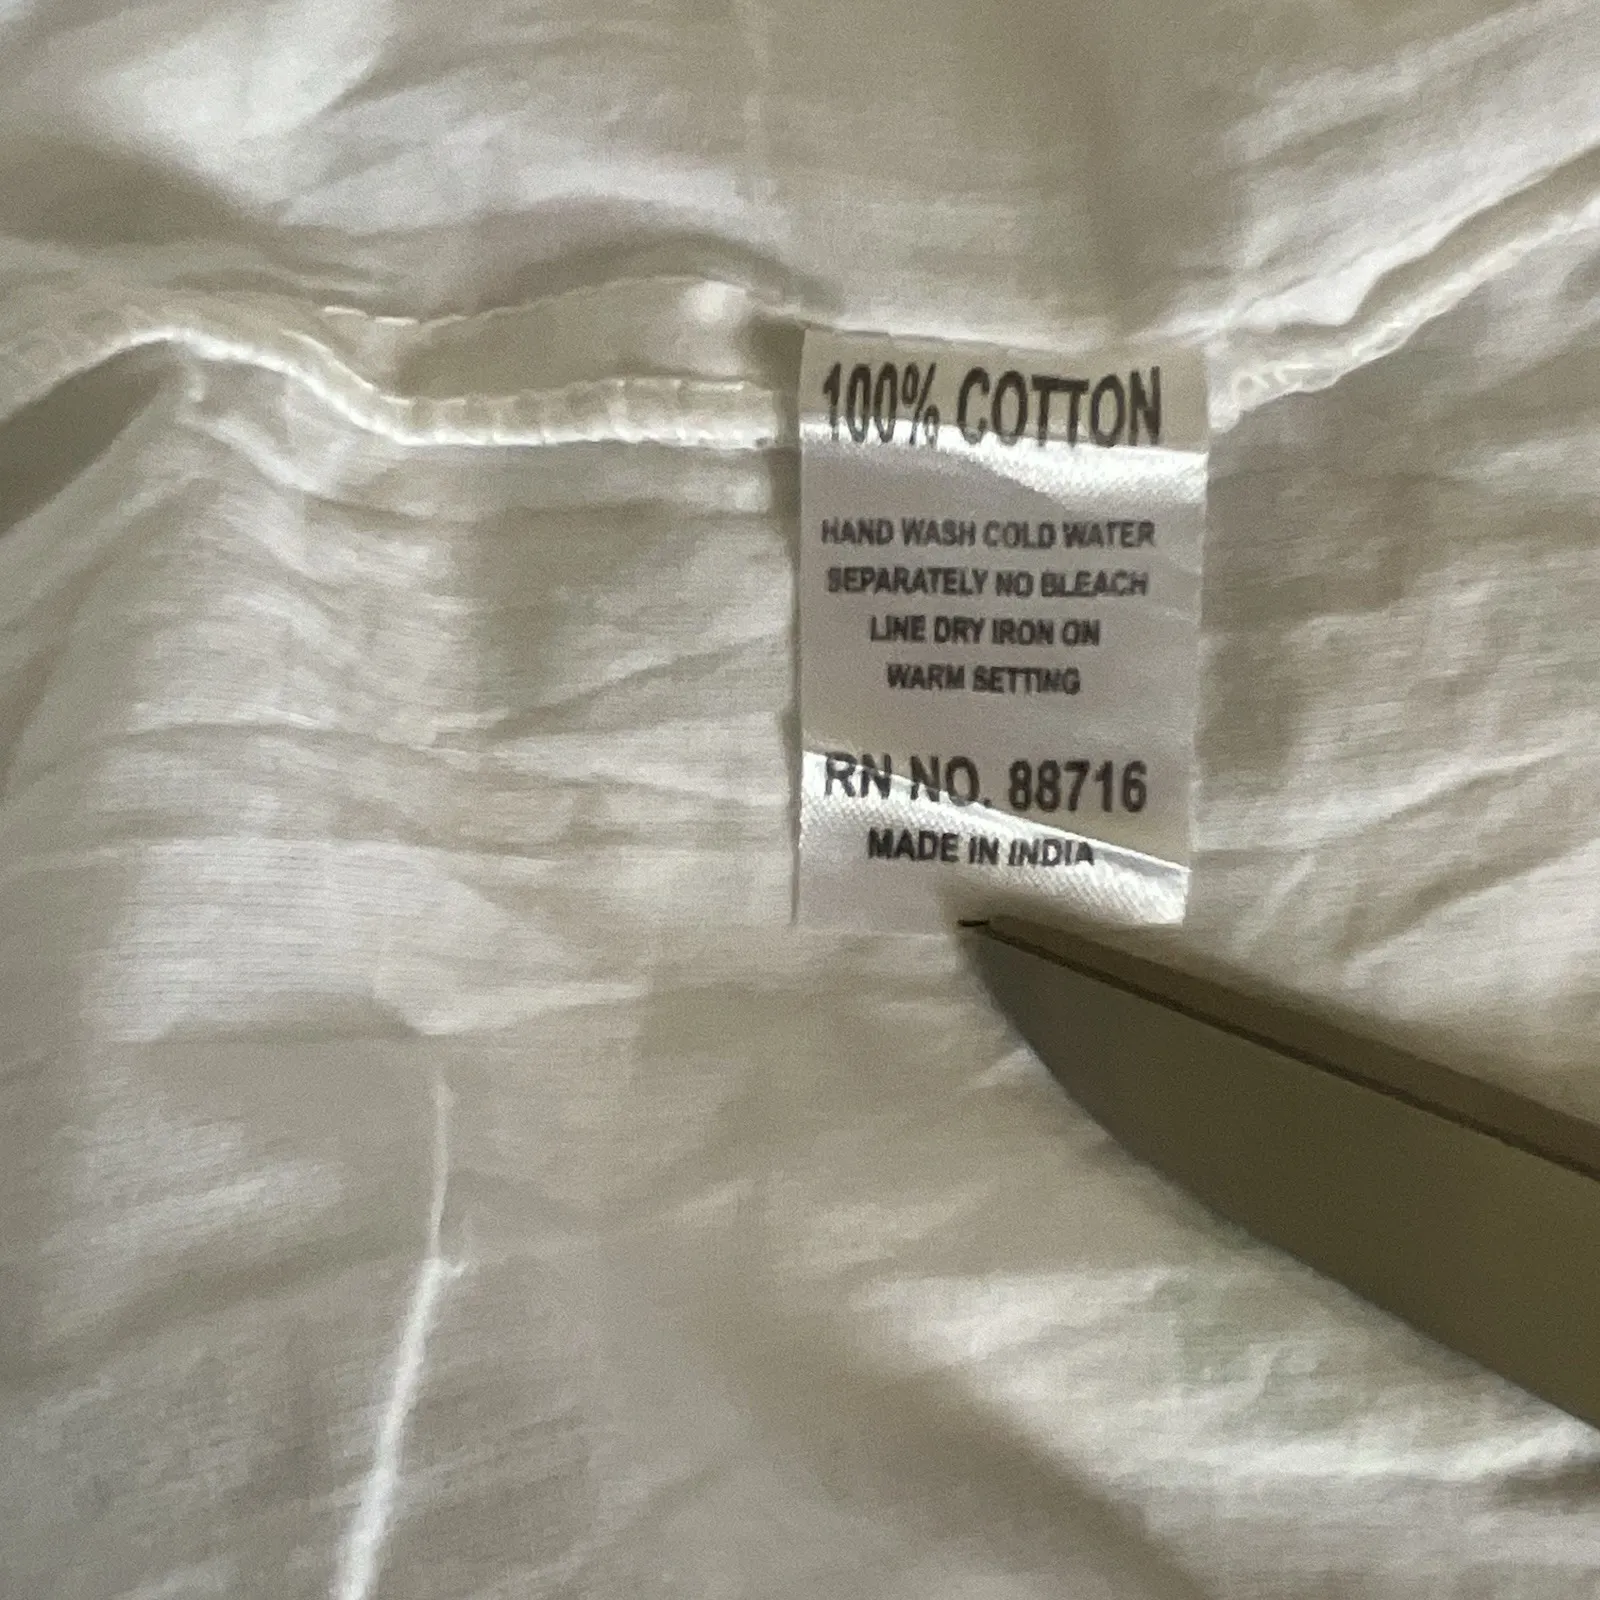 100% COTTON
HAND WASH COLD WATER
SEPARATELY NO BLEACH
LINE DRY IRON ON
WARM SETTING
RN NO. 88716
MADE IN INDIA